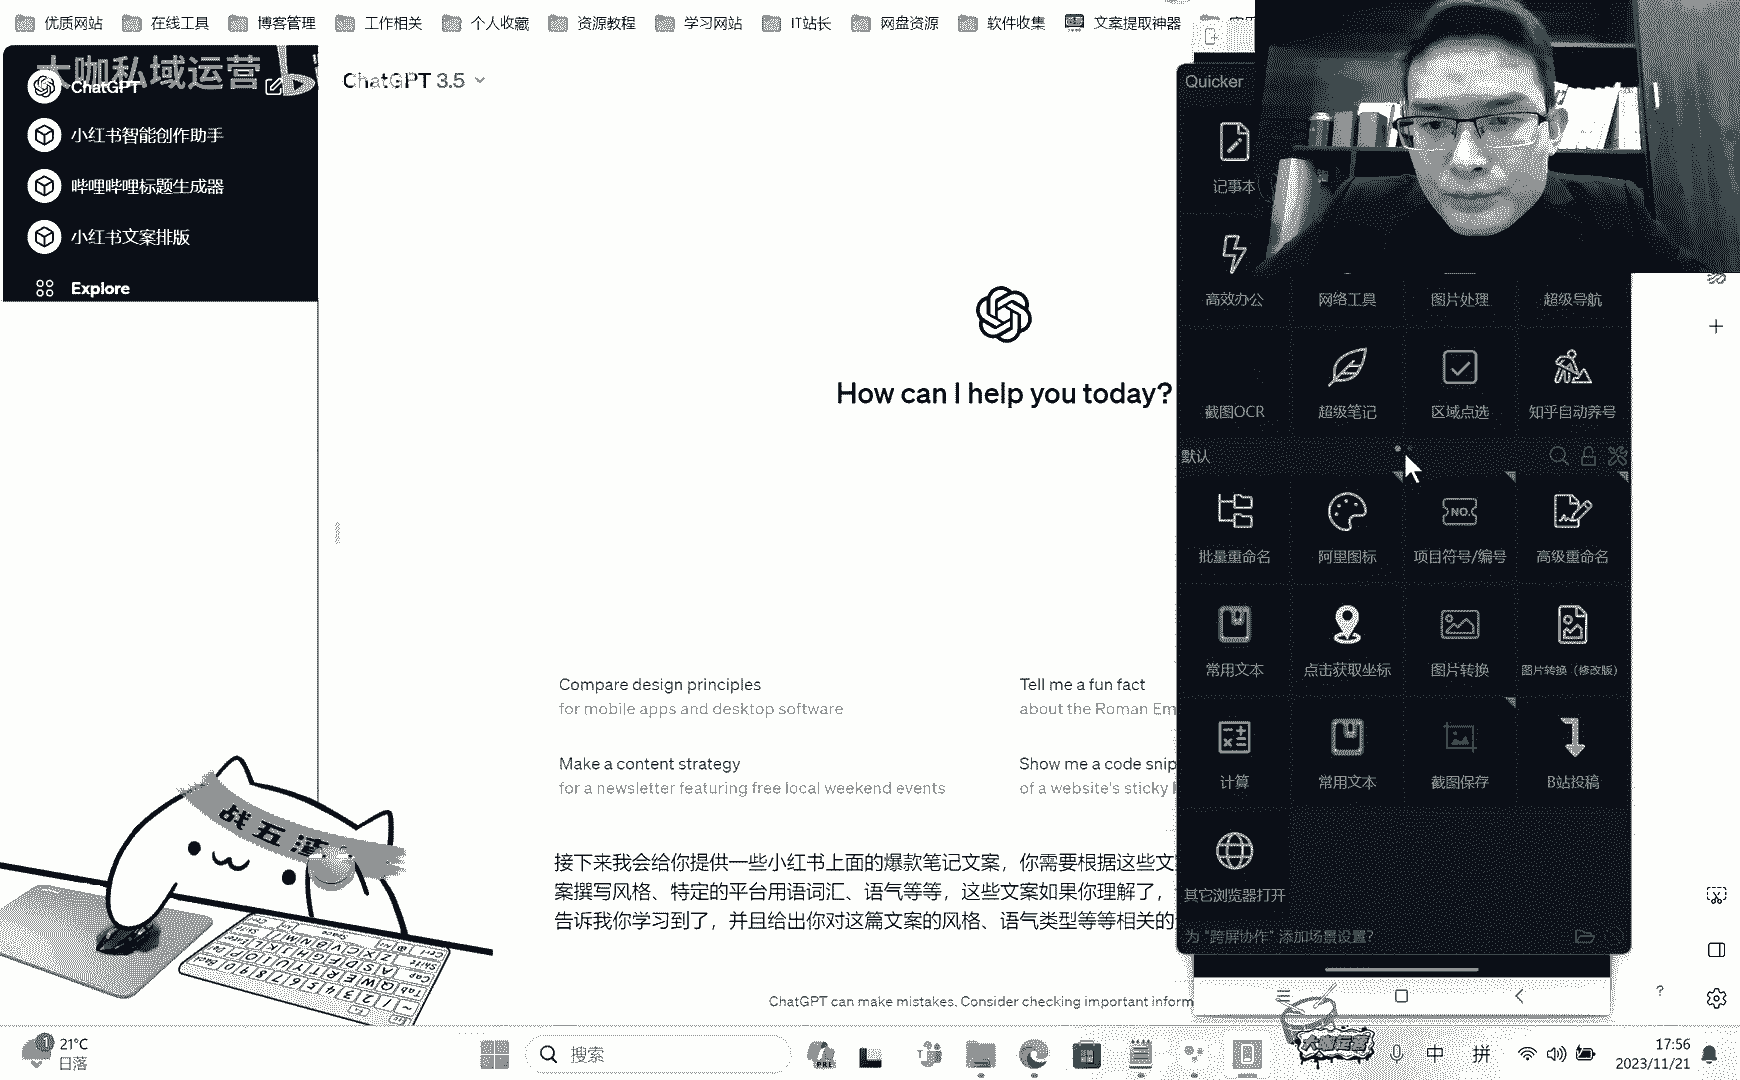 优质网站 在线工具 博客管理 工作相关 个人收藏 资源教程 学习网站 IT站长 网盘资源 软件收集 文案提取神器
大咖私域运营
ChatGPT
小红书智能创作助手
哔哩哔哩标题生成器
小红书文案排版
Explore
ChatGPT 3.5
How can I help you today?
Compare design principles
for mobile apps and desktop software
Tell me a fun fact
about the Roman Em
Make a content strategy
for a newsletter featuring free local weekend events
Show me a code snip
of a website's sticky
接下来我会给你提供一些小红书上面的爆款笔记文案，你需要根据这些文
案撰写风格、特定的平台用语词汇、语气等等，这些文案如果你理解了，
告诉我你学习到了，并且给出你对这篇文案的风格、语气类型等等相关的
ChatGPT can make mistakes. Consider checking important inform
Quicker
记事本
高效办公 网络工具 图片处理 超级导航
截图OCR 超级笔记 区域点选 知乎自动养号
默认
NO.
批量重命名 阿里图标 项目符号/编号 高级重命名
常用文本 点击获取坐标 图片转换 图片转换（修改版）
计算 常用文本 截图保存 B站投稿
其它浏览器打开
为 "跨屏协作" 添加场景设置?
战五渣
?
1
21°C
日落
搜索
PRE
大咖运营
中 拼
17:56
2023/11/21